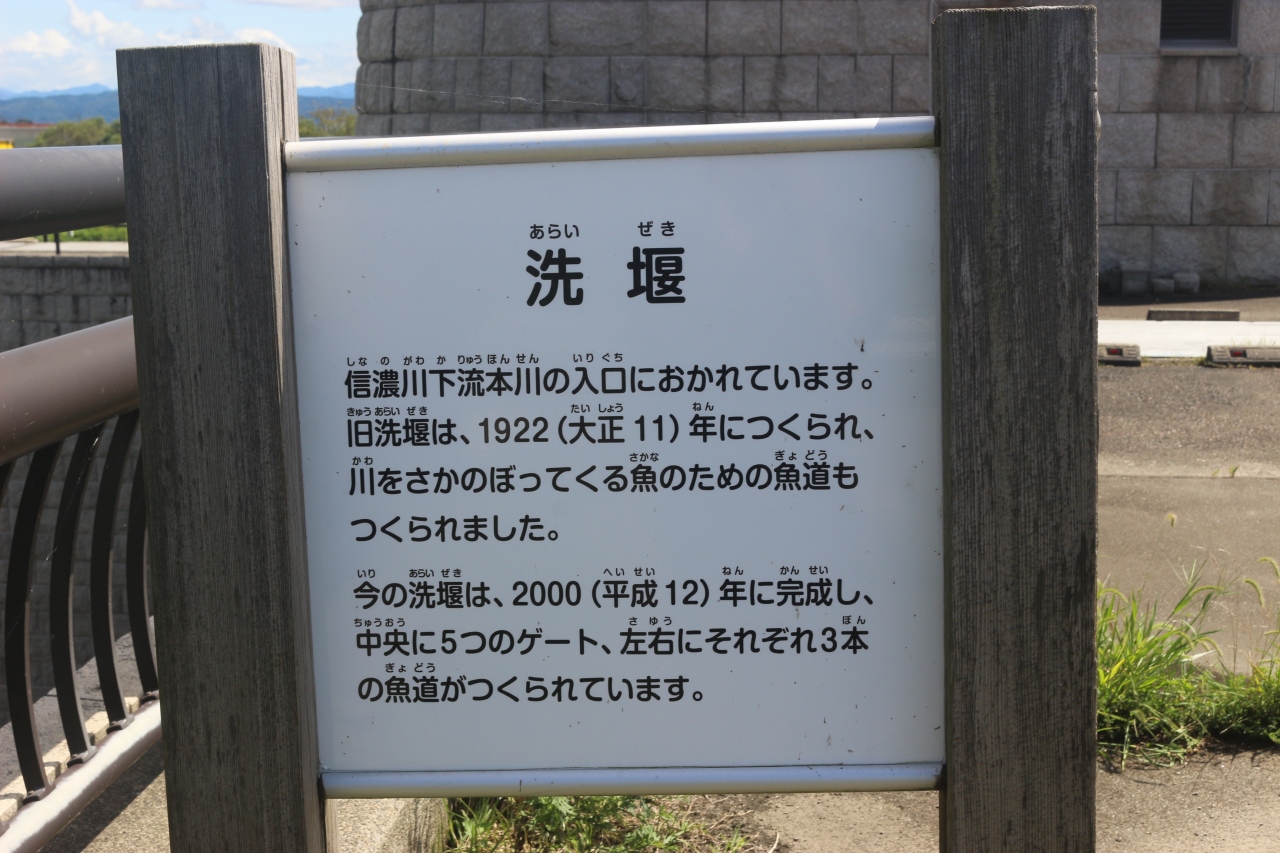 あらい ぜき
洗 堰
しな の がわ か りゅう ほん せん いり ぐち
信濃川下流本川の入口におかれています。
きゅう あらい ぜき たい しょう ねん
旧洗堰は、1922(大正11)年につくられ、
かわ さかな ぎょ どう
川をさかのぼってくる魚のための魚道も
つくられました。
いり あらい ぜき へい せい ねん かん せい
今の洗堰は、2000(平成12)年に完成し、
ちゅうおう さ ゆう ぼん
中央に5つのゲート、左右にそれぞれ3本
ぎょ どう
の魚道がつくられています。